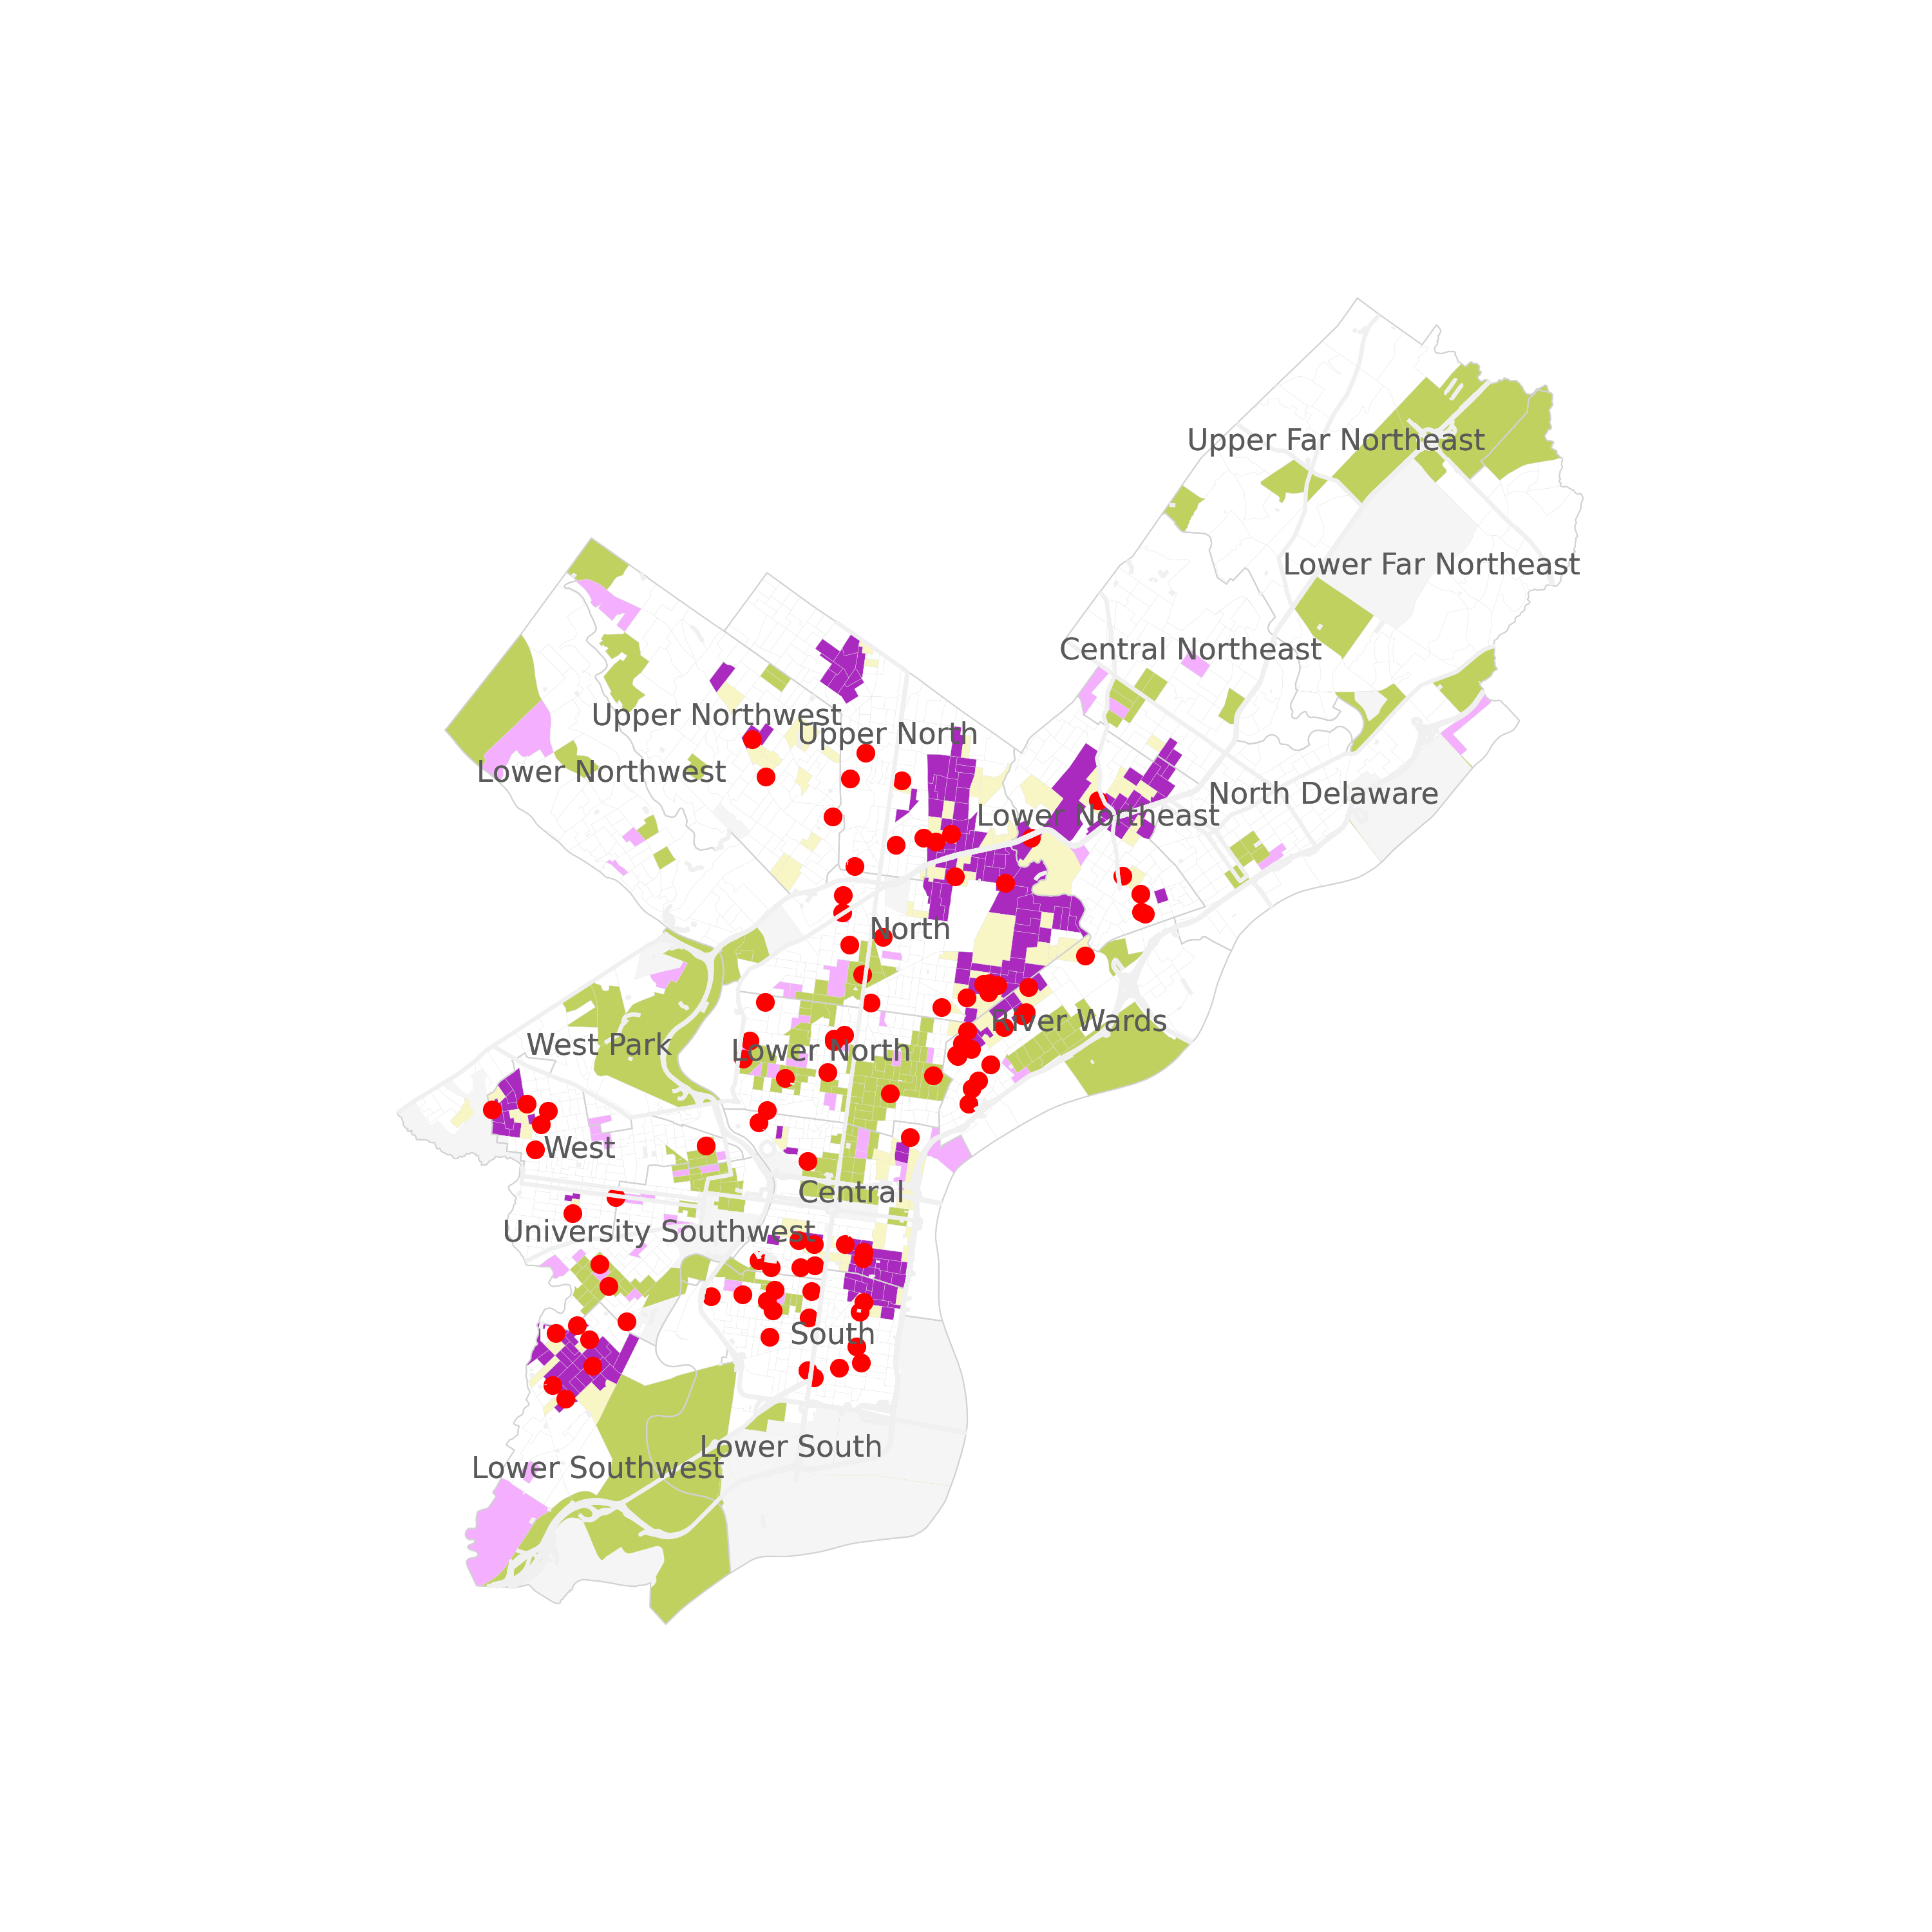 Upper Far Northeast
Lower Far Northeast
Central Northeast
Upper Northwest
Upper North
Lower Northwest
North Delaware
Lower Northeast
North
River Wards
West Park
Lower North
West
Central
University Southwest
South
Lower South
Lower Southwest